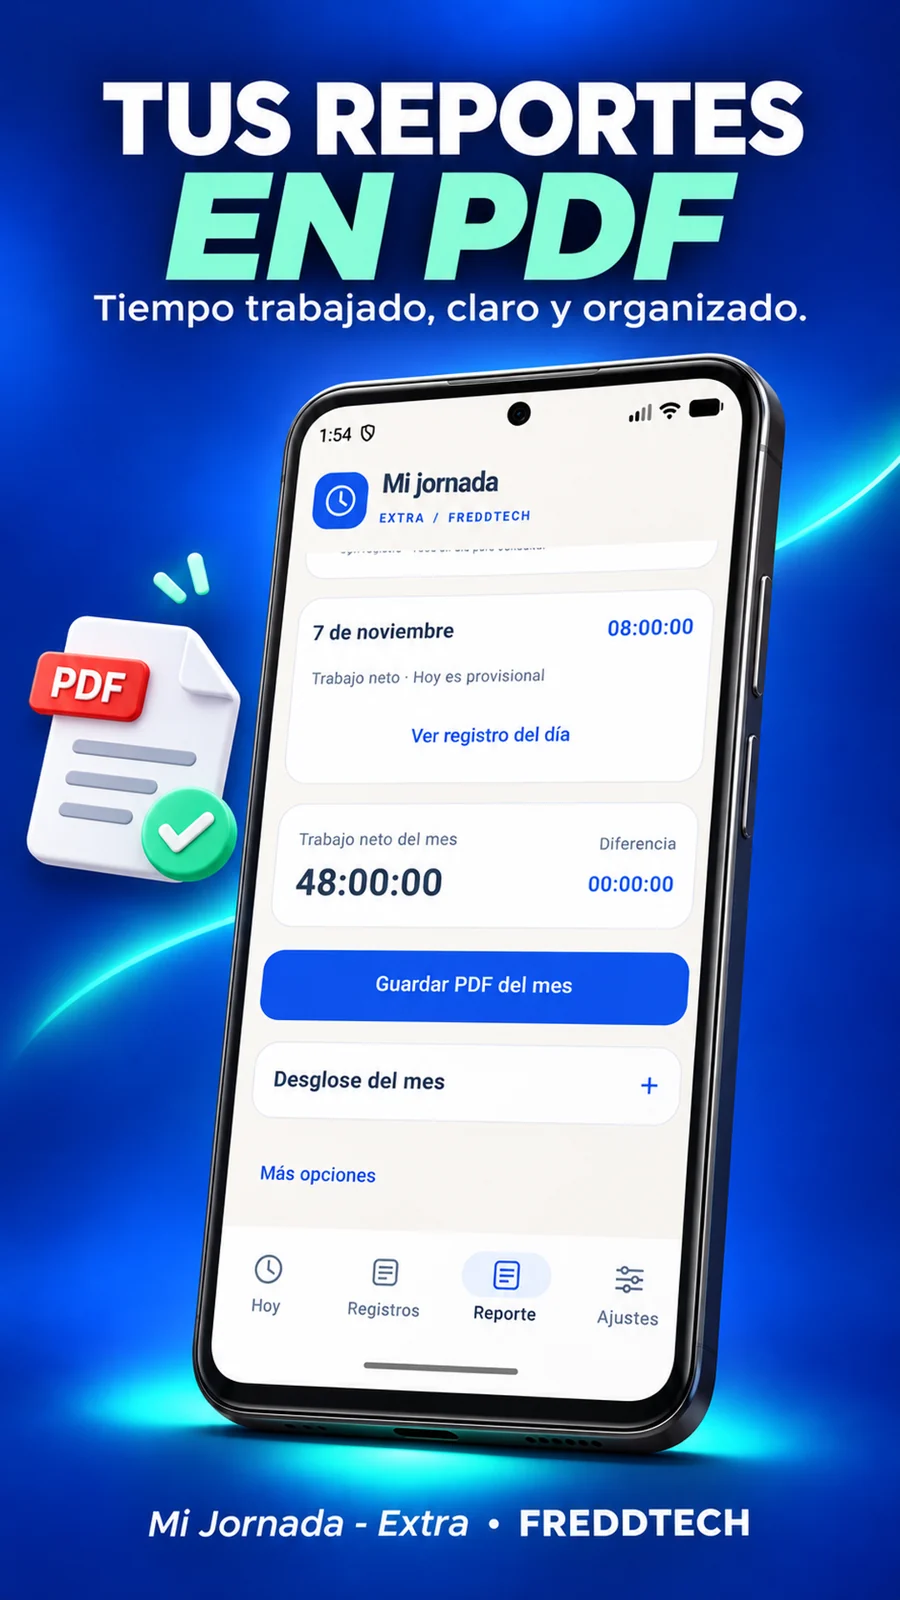 TUS REPORTES
EN PDF
Tiempo trabajado, claro y organizado.
1:54
Mi jornada
EXTRA / FREDDTECH
7 de noviembre
08:00:00
Trabajo neto · Hoy es provisional
Ver registro del día
PDF
Trabajo neto del mes
Diferencia
48:00:00
00:00:00
Guardar PDF del mes
Desglose del mes
+
Más opciones
Hoy
Registros
Reporte
Ajustes
Mi Jornada - Extra • FREDDTECH